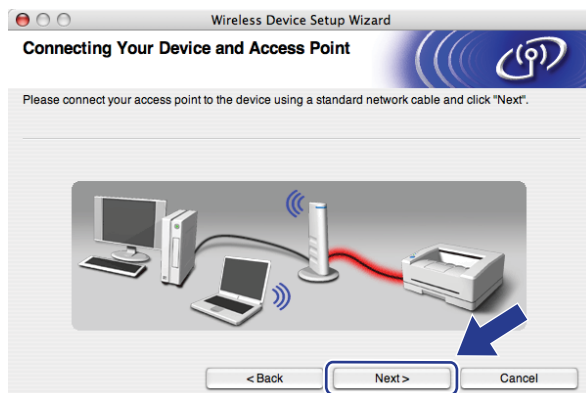 Wireless Device Setup Wizard
Connecting Your Device and Access Point
Please connect your access point to the device using a standard network cable and click "Next".
< Back Next > Cancel